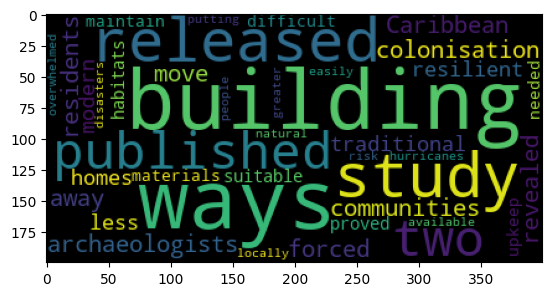 0
25
50
75
100
125
150
175
maintain putting difficult Caribbean
overwhelmed residents released colonisation
modern disasters habitats move people greater easily resilient needed
building
natural
published traditional
risk hurricanes
homes materials suitable study revealed
away ways communities
less proved available upkeep
archaeologists locally forced two
0 50 100 150 200 250 300 350